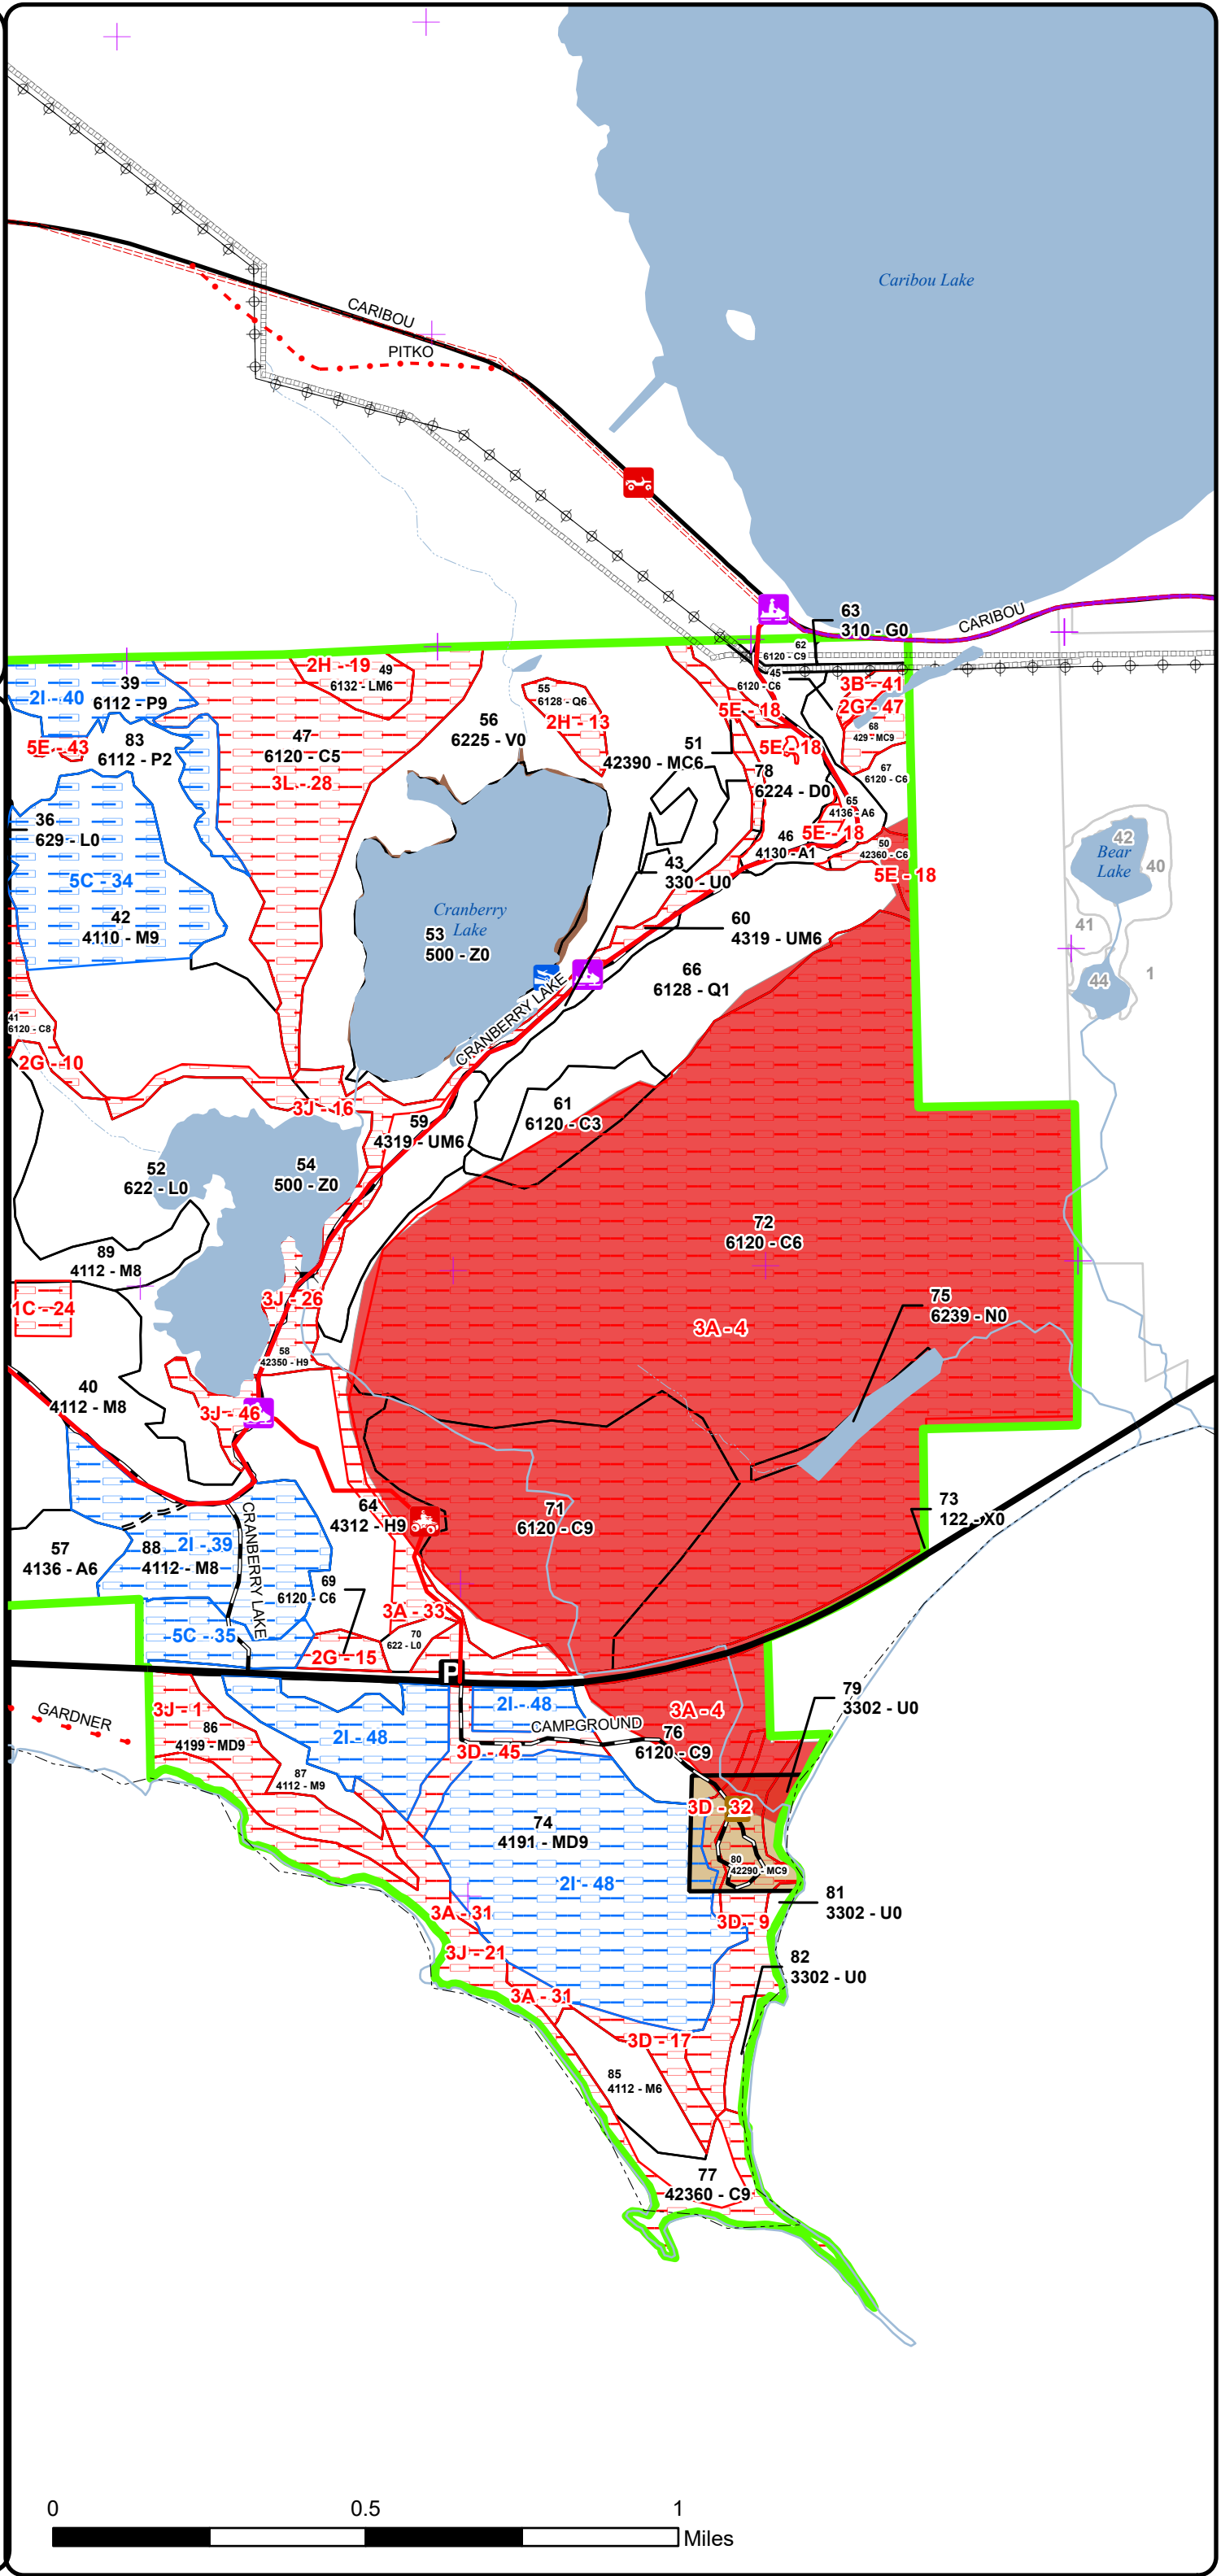 Caribou Lake
CARIBOU
PITKO
63
310 - G0
CARIBOU
62
6120 - C9
45
6120 - C6
2H - 19
49
6132 - LM6
39
6112 - P9
2I - 40
55
6128 - Q6
2H - 13
3B - 41
2G - 47
5E - 18
56
6225 - V0
68
429 - MC9
5E - 43
83
6112 - P2
47
6120 - C5
51
42390 - MC6
5E - 18
3L - 28
78
6224 - D0
67
6120 - C6
65
4136 - A6
36
629 - L0
5E - 18
46
4130 - A1
50
42360 - C6
42
Bear
Lake
40
43
330 - U0
5E - 18
5C - 34
42
4110 - M9
Cranberry
Lake
53
500 - Z0
60
4319 - UM6
41
66
6128 - Q1
44
1
CRANBERRY LAKE
41
6120 - C8
2G - 10
3J - 16
61
6120 - C3
59
4319 - UM6
52
622 - L0
54
500 - Z0
72
6120 - C6
89
4112 - M8
1C - 24
3J - 26
75
6239 - N0
3A - 4
58
42350 - H9
40
4112 - M8
3J - 46
64
4312 - H9
71
6120 - C9
73
122 - X0
57
4136 - A6
88
4112 - M8
2I - 39
CRANBERRY LAKE
69
6120 - C6
3A - 33
5C - 35
2G - 15
70
622 - L0
P
GARDNER
3J - 1
86
4199 - MD9
2I - 48
2I - 48
CAMPGROUND
3A - 4
79
3302 - U0
3D - 45
76
6120 - C9
87
4112 - M9
3D - 32
74
4191 - MD9
80
42290 - MC9
2I - 48
81
3302 - U0
3A - 31
3D - 9
3J - 21
82
3302 - U0
3A - 31
3D - 17
85
4112 - M6
77
42360 - C9
0
0.5
1
Miles